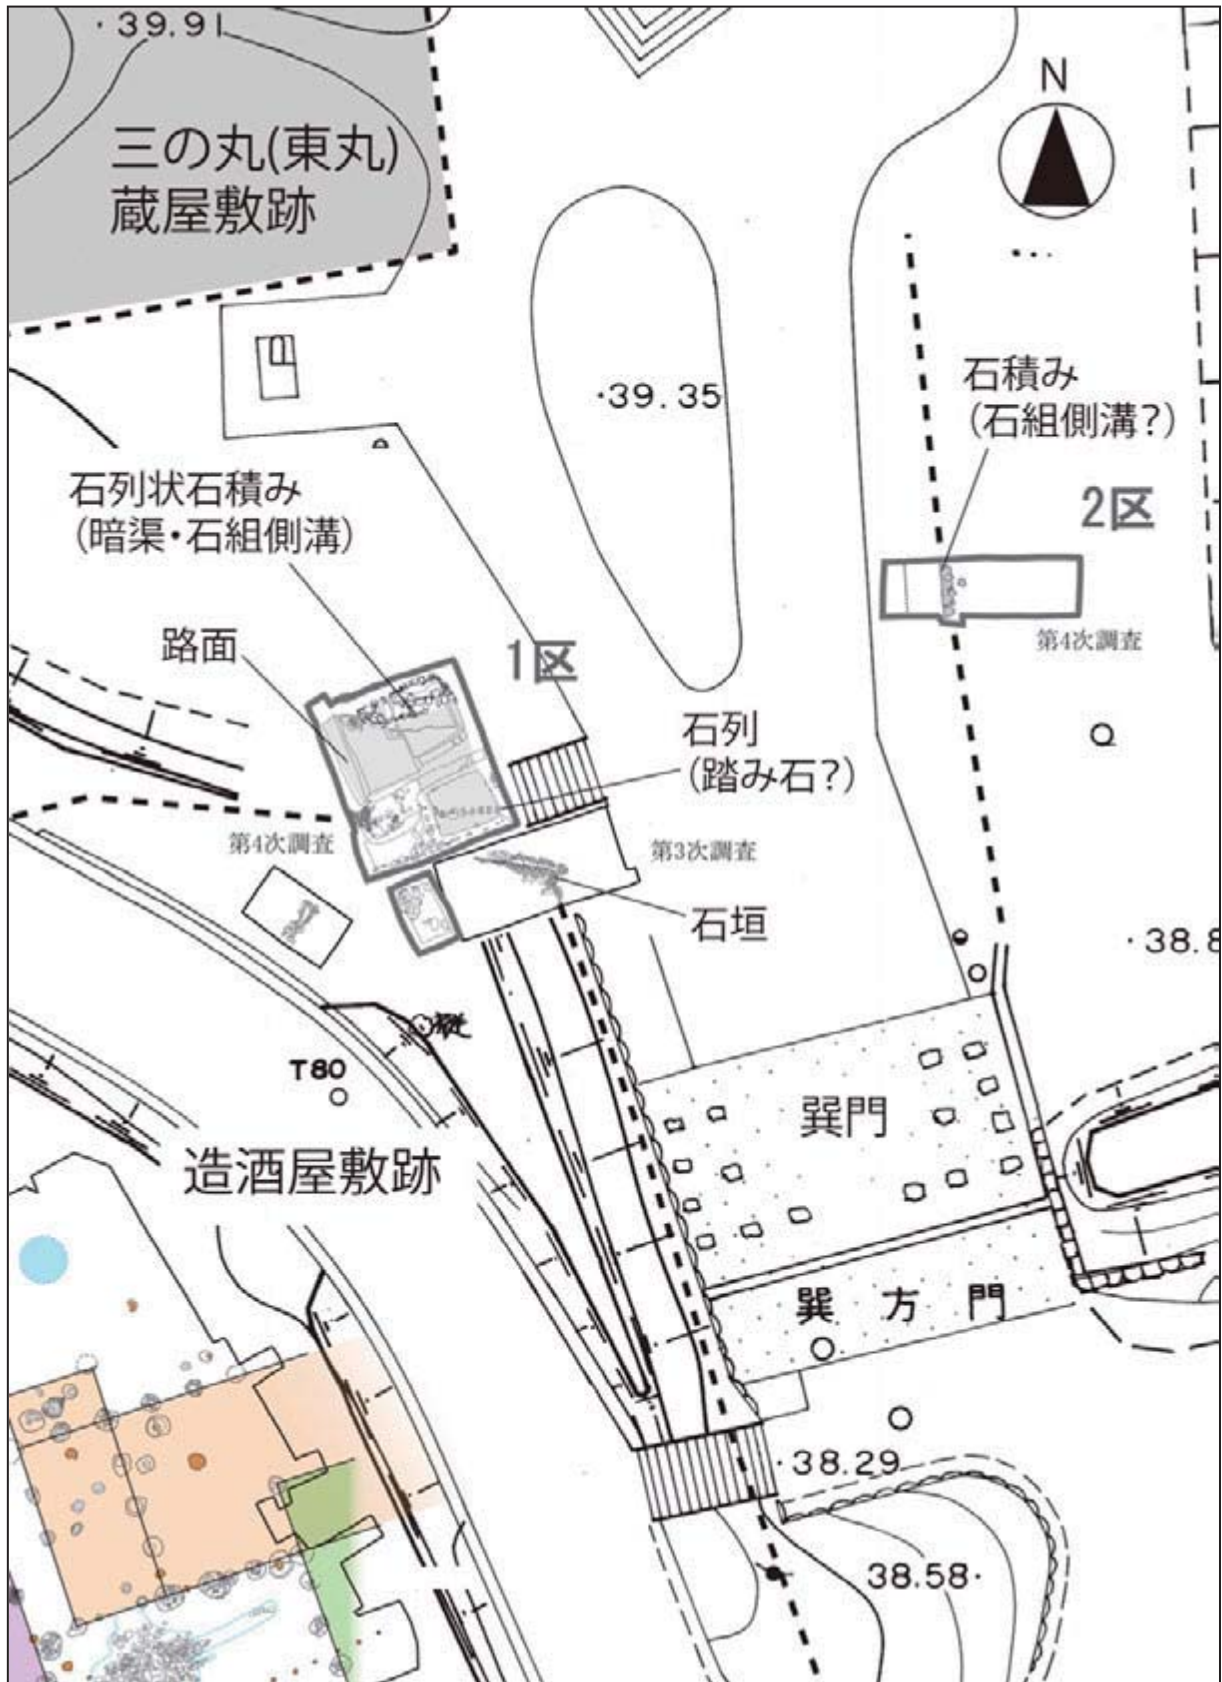 ・39.91
N
三の丸(東丸)
蔵屋敷跡
・39.35
石積み
(石組側溝?)
2区
石列状石積み
(暗渠・石組側溝)
第4次調査
路面
1区
石列
(踏み石?)
第4次調査
第3次調査
石垣
・38.8
T80
巽門
造酒屋敷跡
巽方門
・38.29
38.58・